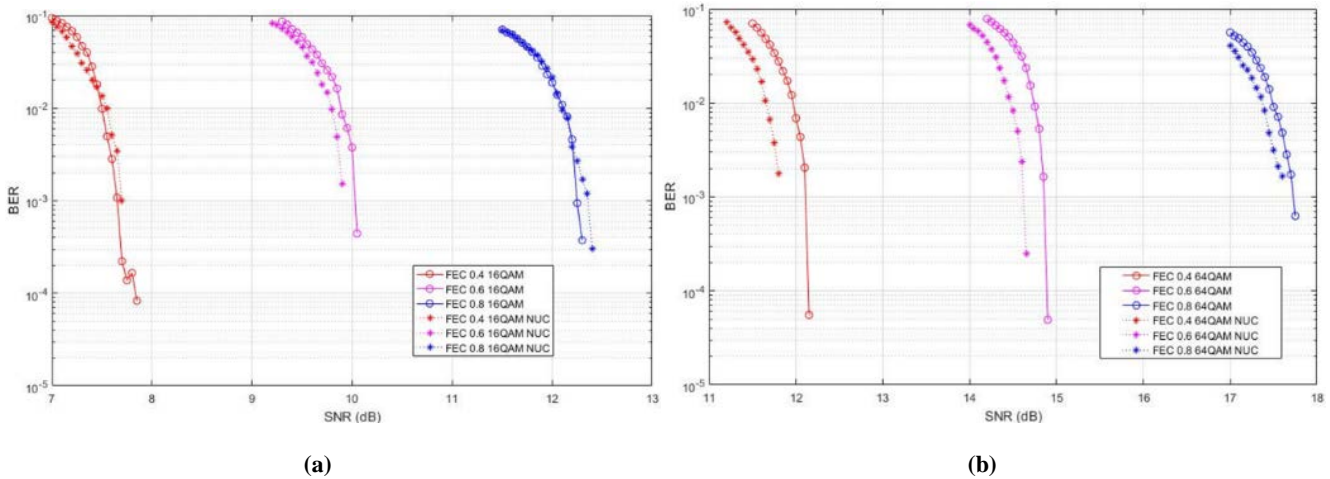 10^-1
10^-2
10^-3
10^-4
10^-5
BER
7 8 9 10 11 12 13
SNR (dB)
FEC 0.4 16QAM
FEC 0.6 16QAM
FEC 0.8 16QAM
FEC 0.4 16QAM NUC
FEC 0.6 16QAM NUC
FEC 0.8 16QAM NUC
(a)
10^-1
10^-2
10^-3
10^-4
10^-5
BER
11 12 13 14 15 16 17 18
SNR (dB)
FEC 0.4 64QAM
FEC 0.6 64QAM
FEC 0.8 64QAM
FEC 0.4 64QAM NUC
FEC 0.6 64QAM NUC
FEC 0.8 64QAM NUC
(b)